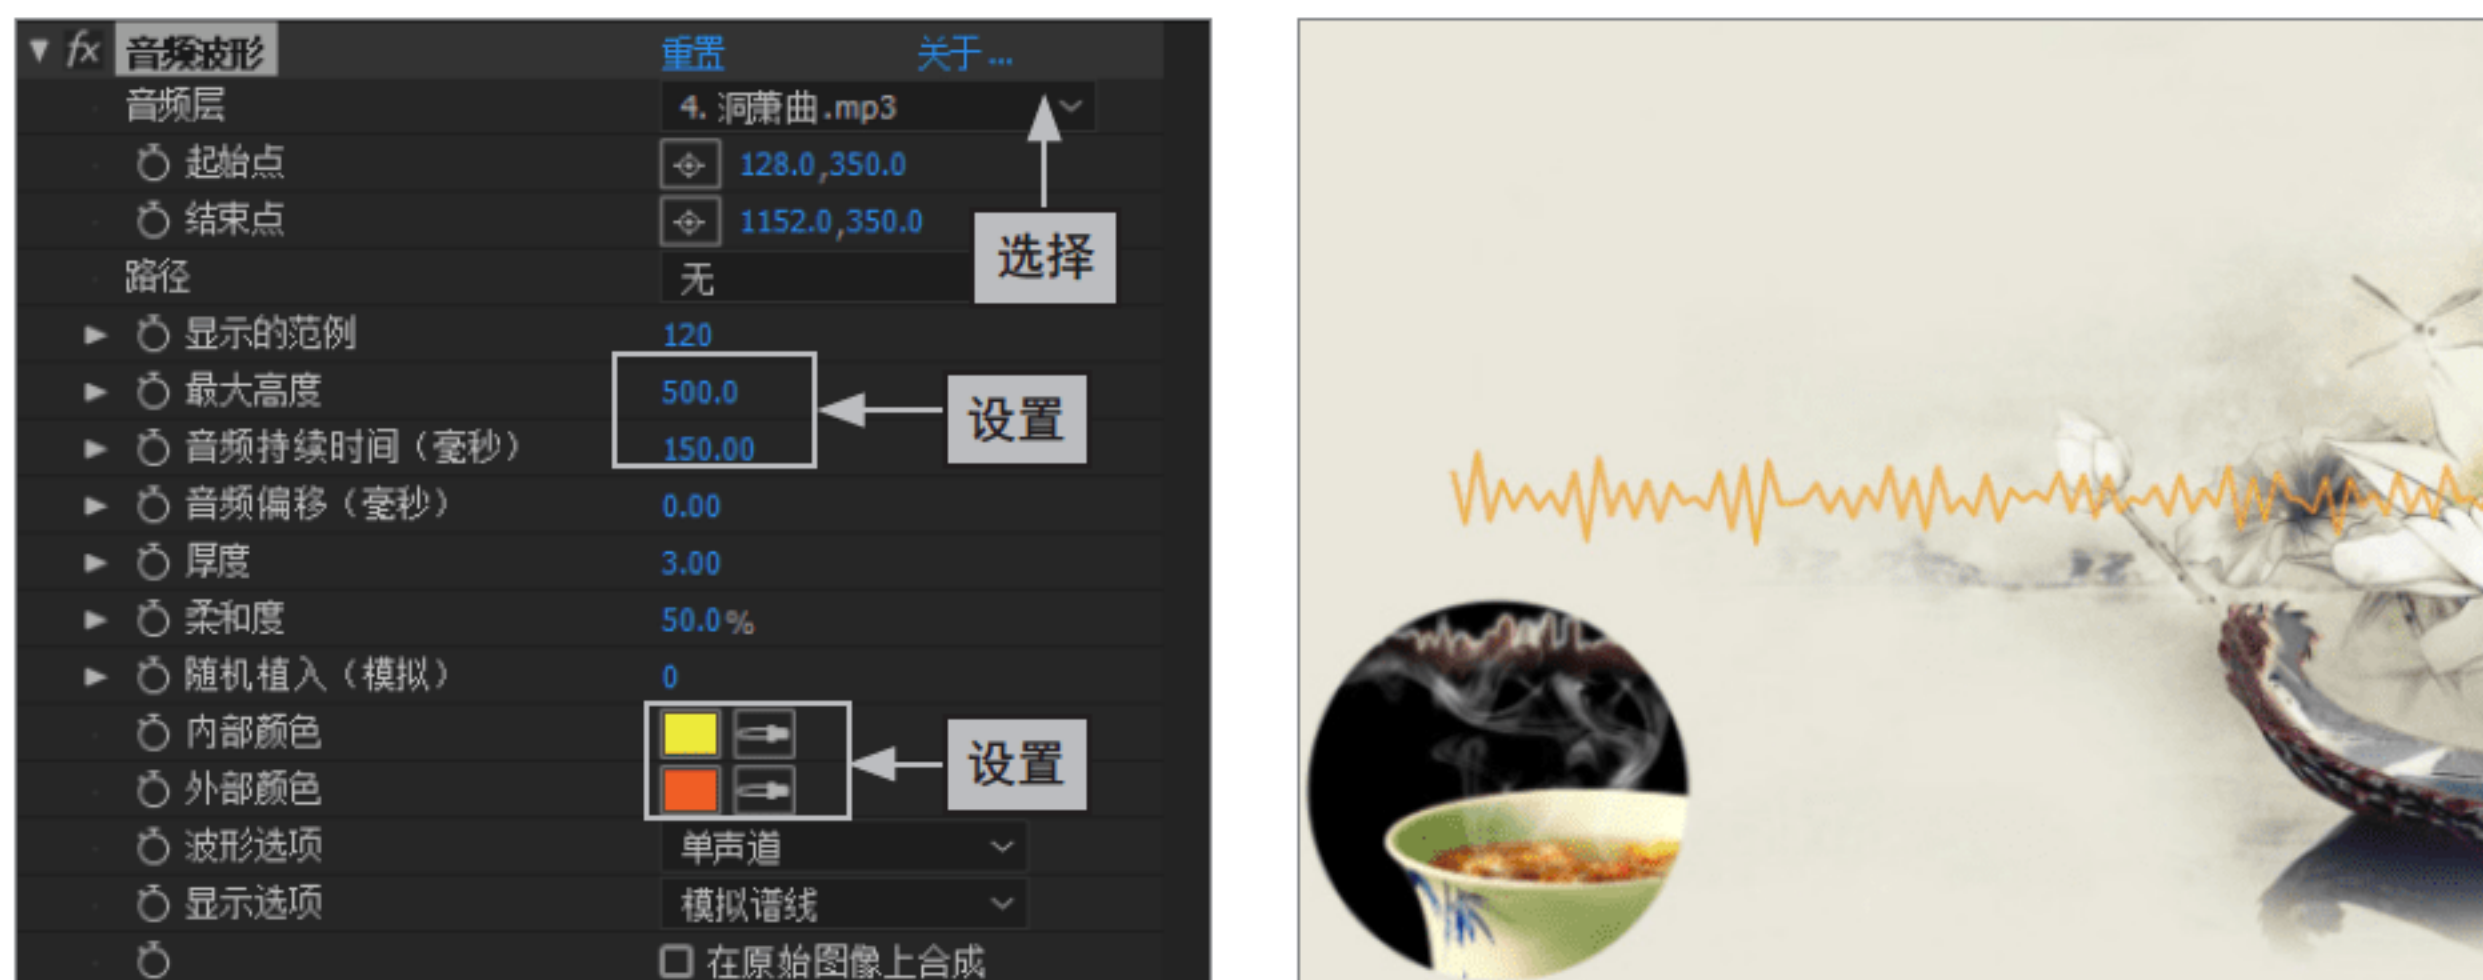 fx 音频波形 重置 关于...
音频层 4. 洞萧曲.mp3
起始点 128.0,350.0
结束点 1152.0,350.0
选择
路径 无
显示的范例 120
最大高度 500.0
设置
音频持续时间（毫秒） 150.00
音频偏移（毫秒） 0.00
厚度 3.00
柔和度 50.0%
随机植入（模拟） 0
内部颜色
设置
外部颜色
波形选项 单声道
显示选项 模拟谱线
在原始图像上合成